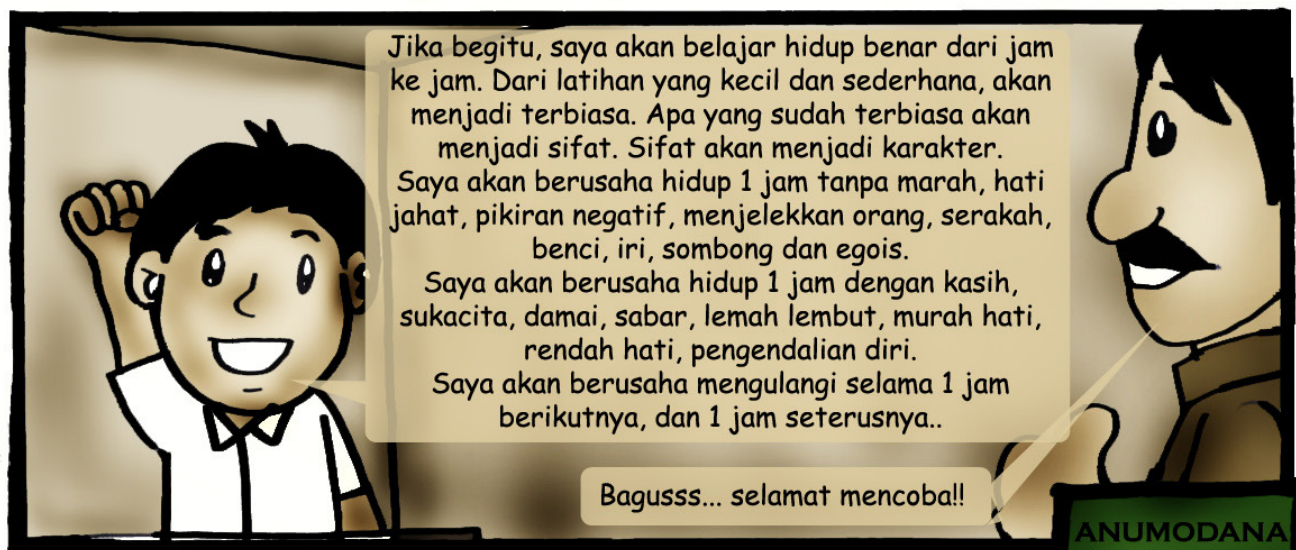 Jika begitu, saya akan belajar hidup benar dari jam
ke jam. Dari latihan yang kecil dan sederhana, akan
menjadi terbiasa. Apa yang sudah terbiasa akan
menjadi sifat. Sifat akan menjadi karakter.
Saya akan berusaha hidup 1 jam tanpa marah, hati
jahat, pikiran negatif, menjelekkan orang, serakah,
benci, iri, sombong dan egois.
Saya akan berusaha hidup 1 jam dengan kasih,
sukacita, damai, sabar, lemah lembut, murah hati,
rendah hati, pengendalian diri.
Saya akan berusaha mengulangi selama 1 jam
berikutnya, dan 1 jam seterusnya..
Bagusss... selamat mencoba!!
ANUMODANA